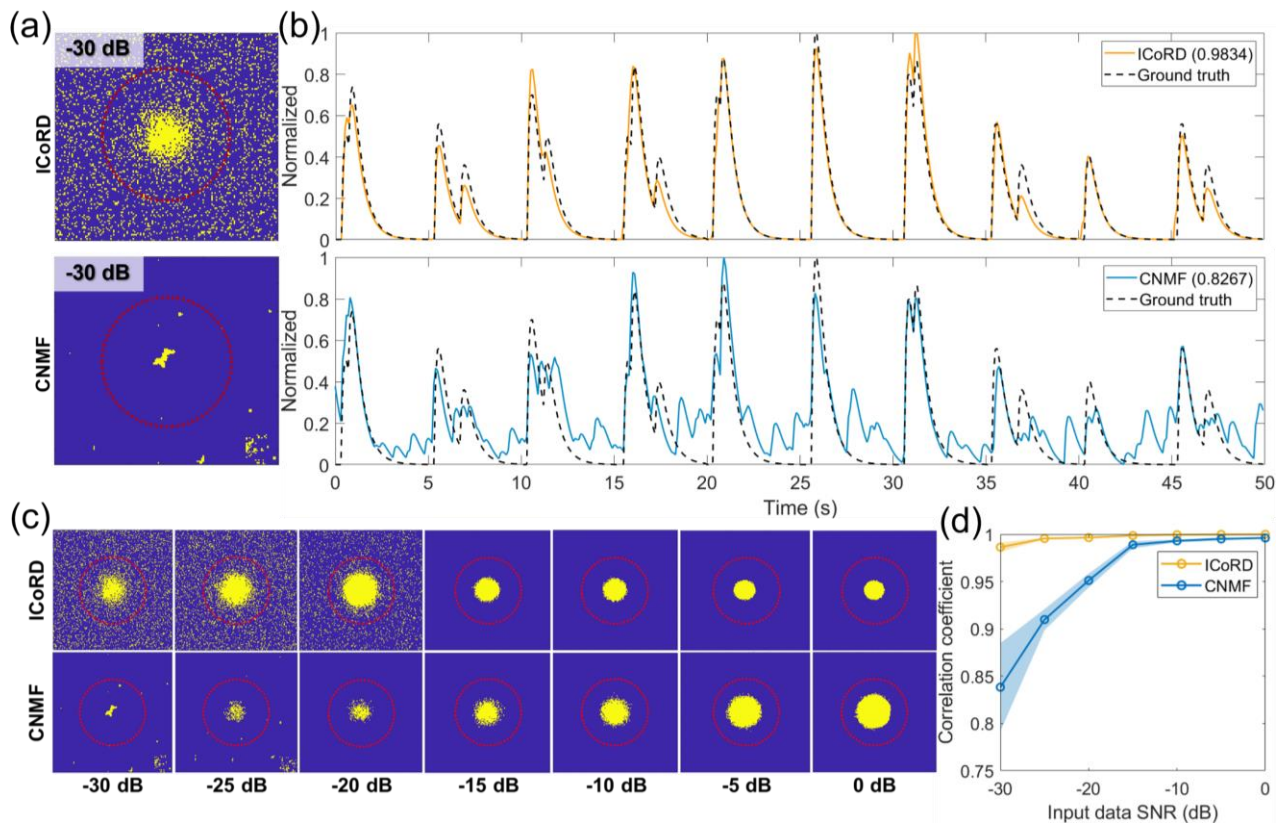 (a)
-30 dB
ICoRD
-30 dB
CNMF
(b)
Normalized
1
0.8
0.6
0.4
0.2
0
ICoRD (0.9834)
Ground truth
Normalized
1
0.8
0.6
0.4
0.2
0
CNMF (0.8267)
Ground truth
0 5 10 15 20 25 30 35 40 45 50
Time (s)
(c)
ICoRD
CNMF
-30 dB -25 dB -20 dB -15 dB -10 dB -5 dB 0 dB
(d)
Correlation coefficient
1
0.95
0.9
0.85
0.8
0.75
ICoRD
CNMF
-30 -20 -10 0
Input data SNR (dB)